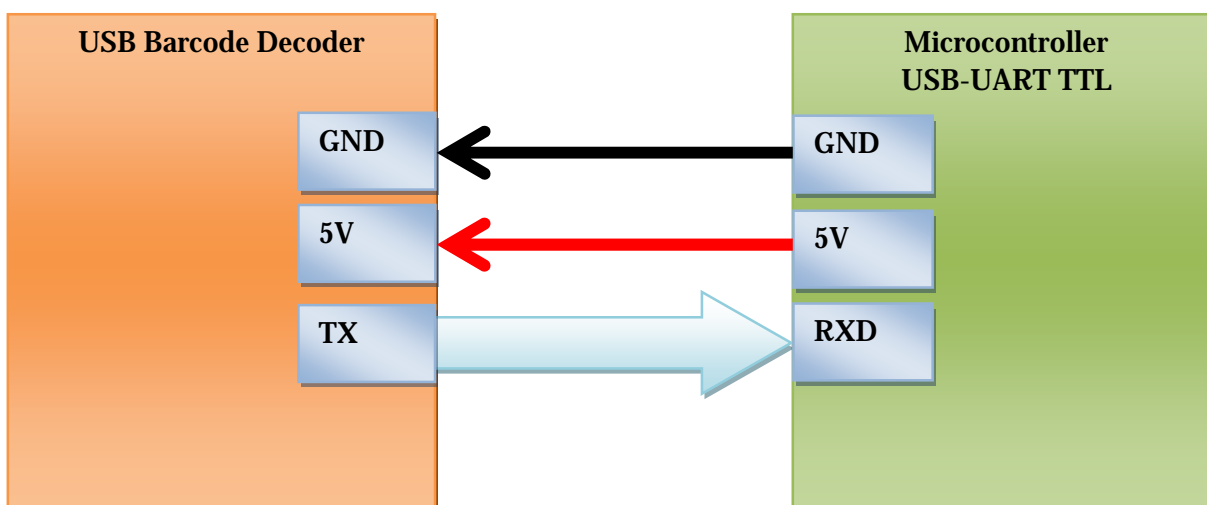 USB Barcode Decoder
Microcontroller
USB-UART TTL
GND
GND
5V
5V
TX
RXD